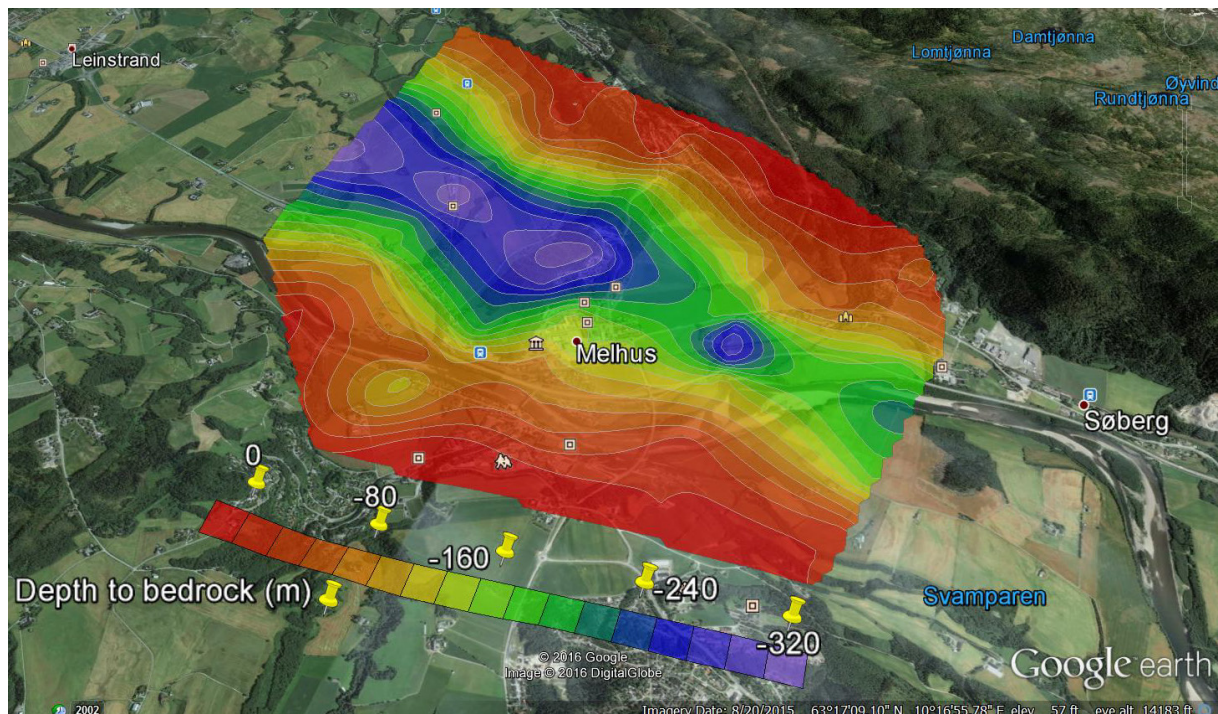 Damtjønna
Lomtjønna
Leinstrand
Øyvind
Rundtjønna
Melhus
Søberg
0
-80
-160
Depth to bedrock (m)
-240
Svamparen
-320
© 2016 Google
Image © 2016 DigitalGlobe
Google earth
2002
Imagery Date: 8/20/2015 63°17'09.10" N 10°16'55.78" E elev 57 ft eye alt 14183 ft